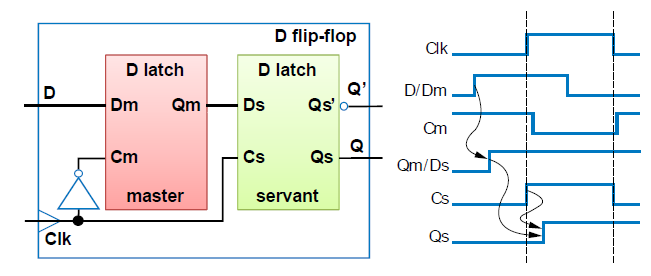 D flip-flop
D latch
D latch
D
Dm
Qm
Ds
Qs'
Q'
Cm
Cs
Qs
Q
master
servant
Clk
Clk
D/Dm
Cm
Qm/Ds
Cs
Qs